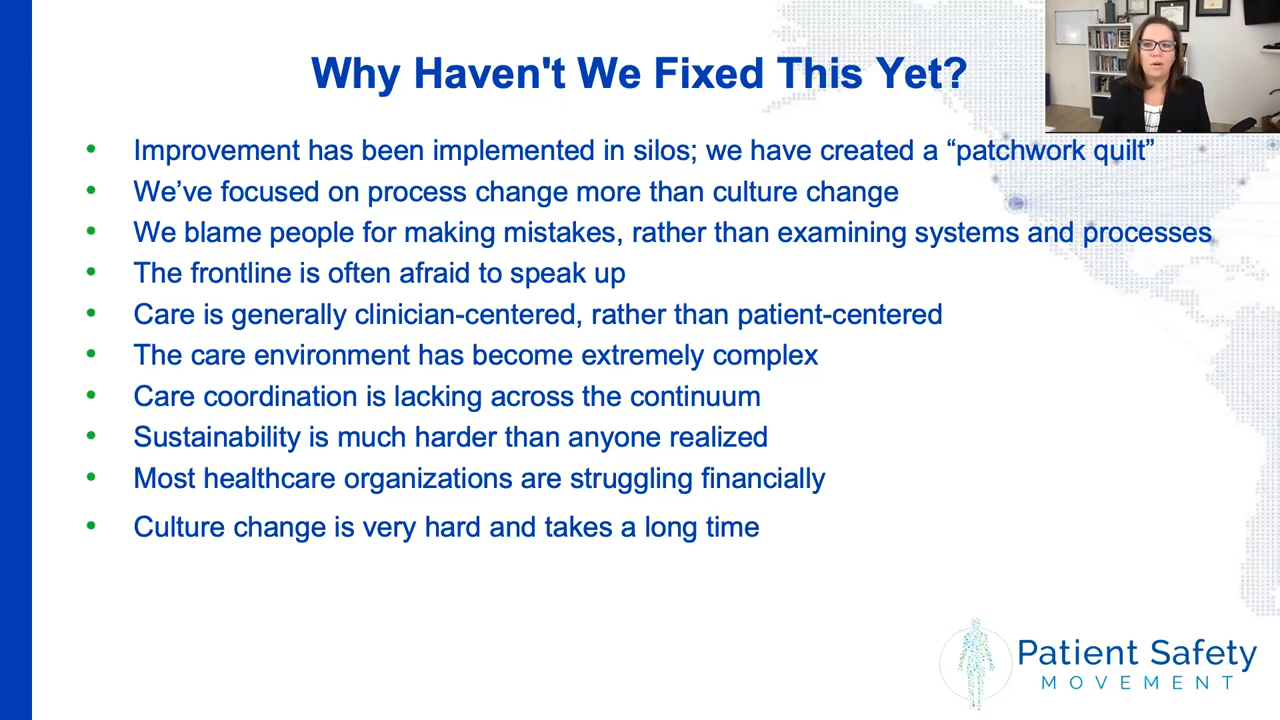 Why Haven't We Fixed This Yet?
• Improvement has been implemented in silos; we have created a “patchwork quilt”
• We’ve focused on process change more than culture change
• We blame people for making mistakes, rather than examining systems and processes
• The frontline is often afraid to speak up
• Care is generally clinician-centered, rather than patient-centered
• The care environment has become extremely complex
• Care coordination is lacking across the continuum
• Sustainability is much harder than anyone realized
• Most healthcare organizations are struggling financially
• Culture change is very hard and takes a long time
Patient Safety
MOVEMENT